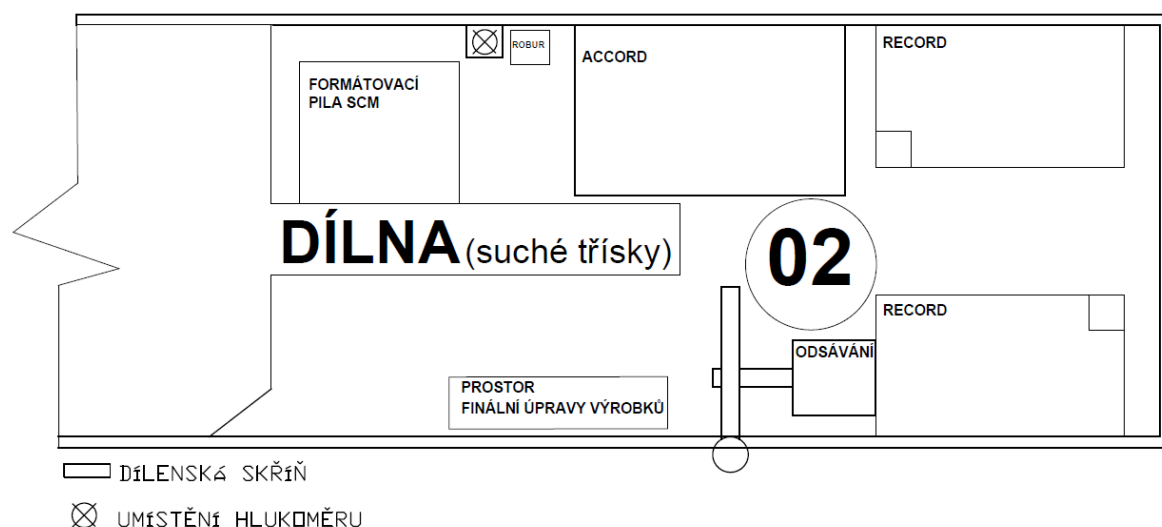 ROBUR
ACCORD
RECORD
FORMÁTOVACÍ
PILA SCM
DÍLNA (suché třísky)
02
RECORD
ODSÁVÁNÍ
PROSTOR
FINÁLNÍ ÚPRAVY VÝROBKŮ
DÍLENSKÁ SKŘÍŇ
UMÍSTĚNÍ HLUKOMĚRU